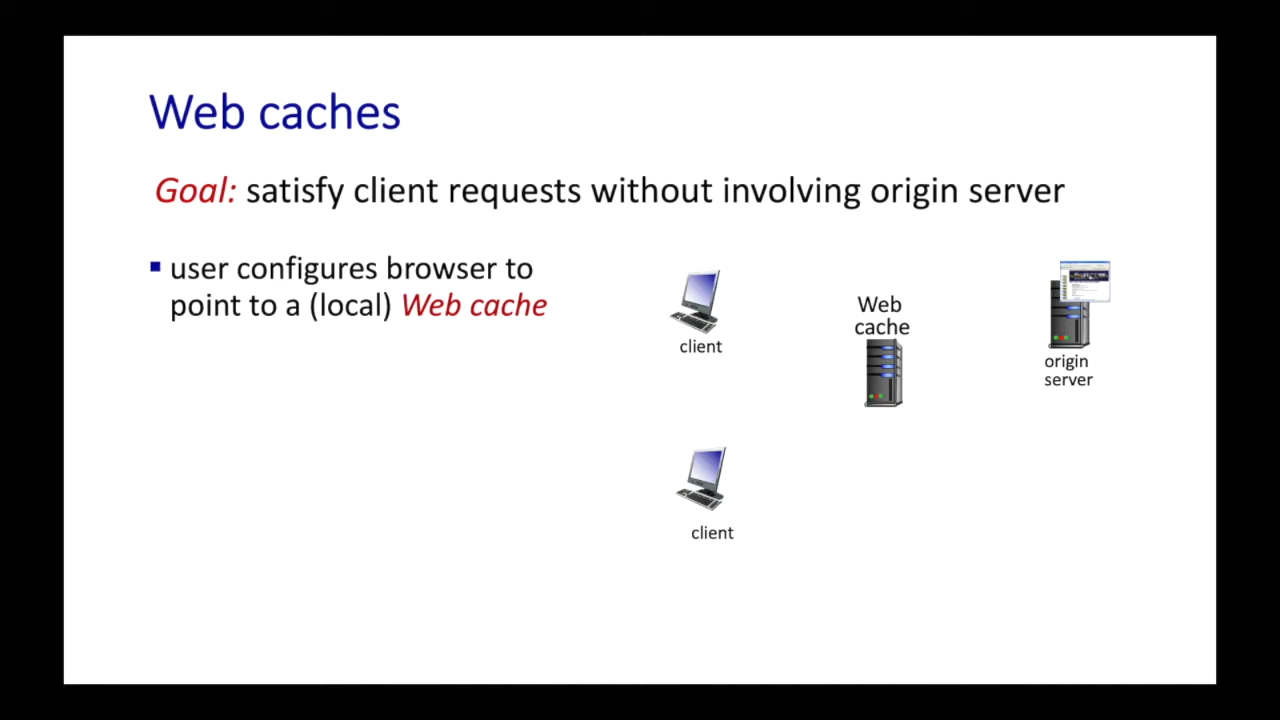 Web caches
Goal: satisfy client requests without involving origin server
▪ user configures browser to
point to a (local) Web cache
client
Web
cache
origin
server
client